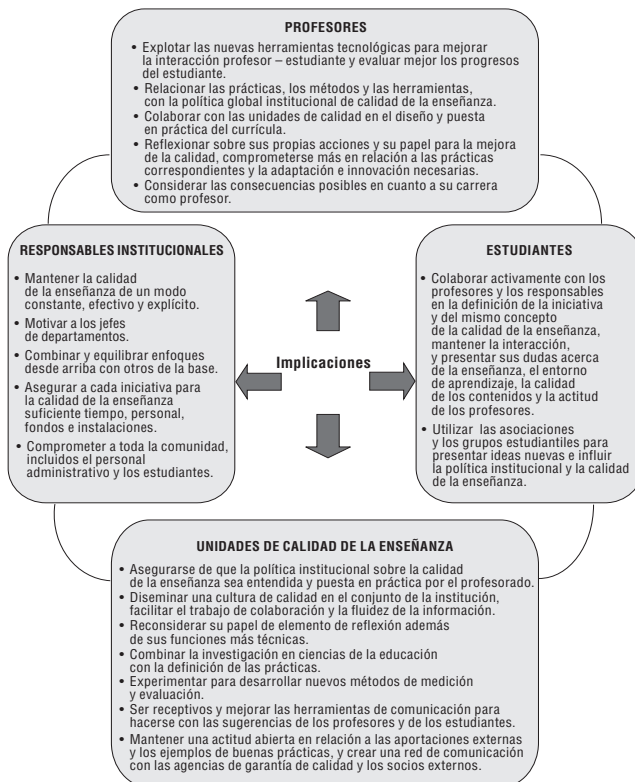 PROFESORES
• Explotar las nuevas herramientas tecnológicas para mejorar
la interacción profesor – estudiante y evaluar mejor los progresos
del estudiante.
• Relacionar las prácticas, los métodos y las herramientas,
con la política global institucional de calidad de la enseñanza.
• Colaborar con las unidades de calidad en el diseño y puesta
en práctica del currícula.
• Reflexionar sobre sus propias acciones y su papel para la mejora
de la calidad, comprometerse más en relación a las prácticas
correspondientes y la adaptación e innovación necesarias.
• Considerar las consecuencias posibles en cuanto a su carrera
como profesor.
RESPONSABLES INSTITUCIONALES
• Mantener la calidad
de la enseñanza de un modo
constante, efectivo y explícito.
• Motivar a los jefes
de departamentos.
• Combinar y equilibrar enfoques
desde arriba con otros de la base.
• Asegurar a cada iniciativa para
la calidad de la enseñanza
suficiente tiempo, personal,
fondos e instalaciones.
• Comprometer a toda la comunidad,
incluidos el personal
administrativo y los estudiantes.
Implicaciones
ESTUDIANTES
• Colaborar activamente con los
profesores y los responsables
en la definición de la iniciativa
y del mismo concepto
de la calidad de la enseñanza,
mantener la interacción,
y presentar sus dudas acerca
de la enseñanza, el entorno
de aprendizaje, la calidad
de los contenidos y la actitud
de los profesores.
• Utilizar las asociaciones
y los grupos estudiantiles para
presentar ideas nuevas e influir
la política institucional y la calidad
de la enseñanza.
UNIDADES DE CALIDAD DE LA ENSEÑANZA
• Asegurarse de que la política institucional sobre la calidad
de la enseñanza sea entendida y puesta en práctica por el profesorado.
• Diseminar una cultura de calidad en el conjunto de la institución,
facilitar el trabajo de colaboración y la fluidez de la información.
• Reconsiderar su papel de elemento de reflexión además
de sus funciones más técnicas.
• Combinar la investigación en ciencias de la educación
con la definición de las prácticas.
• Experimentar para desarrollar nuevos métodos de medición
y evaluación.
• Ser receptivos y mejorar las herramientas de comunicación para
hacerse con las sugerencias de los profesores y de los estudiantes.
• Mantener una actitud abierta en relación a las aportaciones externas
y los ejemplos de buenas prácticas, y crear una red de comunicación
con las agencias de garantía de calidad y los socios externos.